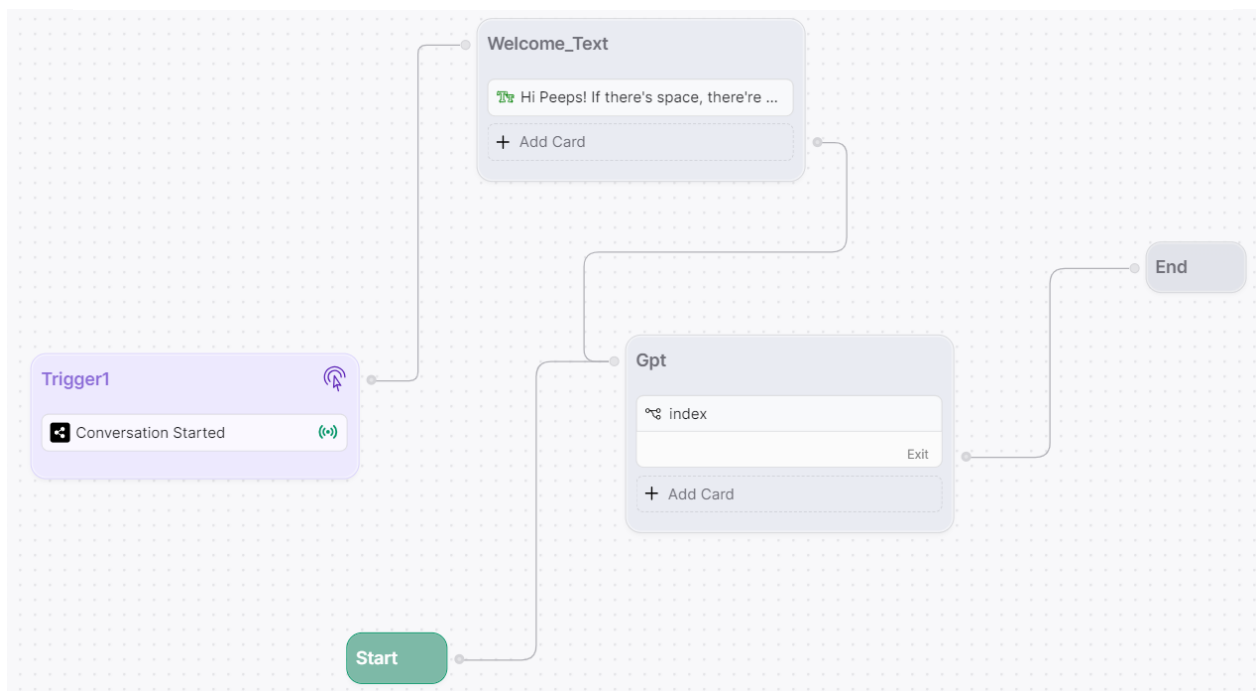 Welcome_Text
Hi Peeps! If there's space, there're ...
+ Add Card
End
Trigger1
Conversation Started
Gpt
index
Exit
+ Add Card
Start